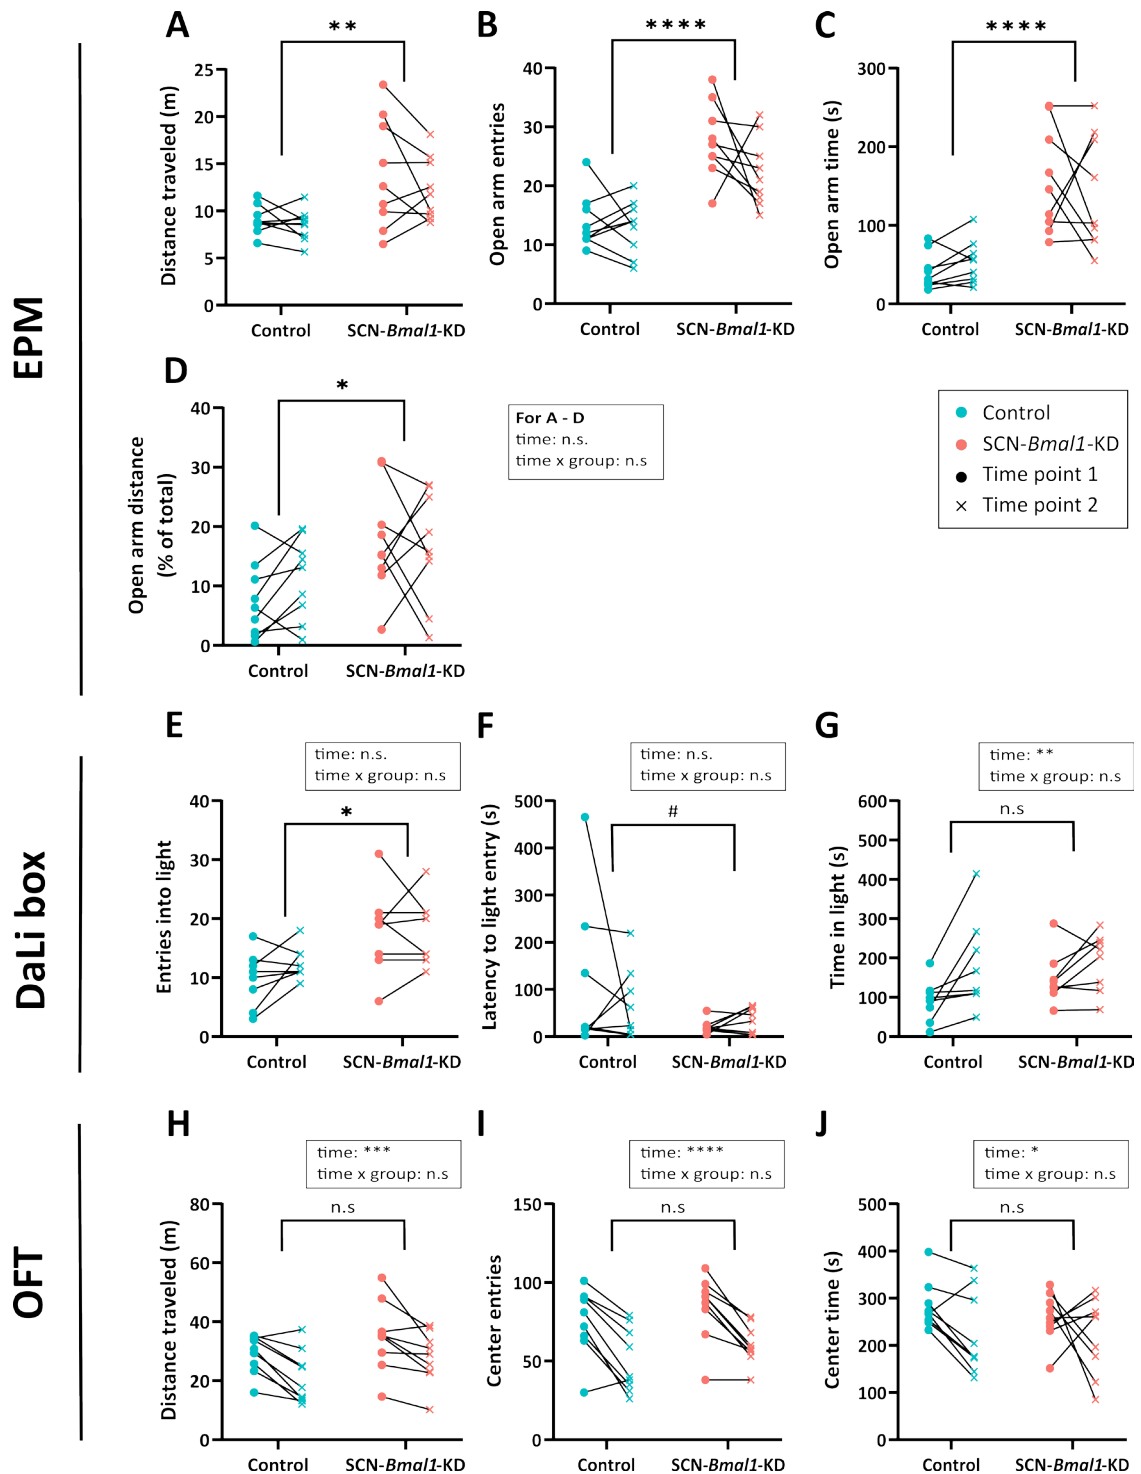 EPM
A
**
Distance traveled (m)
25
20
15
10
5
0
Control
SCN-Bmal1-KD
B
****
Open arm entries
40
30
20
10
0
Control
SCN-Bmal1-KD
C
****
Open arm time (s)
300
200
100
0
Control
SCN-Bmal1-KD
D
*
Open arm distance
(% of total)
40
30
20
10
0
Control
SCN-Bmal1-KD
For A - D
time: n.s.
time x group: n.s
Control
SCN-Bmal1-KD
Time point 1
Time point 2
DaLi box
E
time: n.s.
time x group: n.s
*
Entries into light
40
30
20
10
0
Control
SCN-Bmal1-KD
F
time: n.s.
time x group: n.s
#
Latency to light entry (s)
500
400
300
200
100
0
Control
SCN-Bmal1-KD
G
time: **
time x group: n.s
n.s
Time in light (s)
600
500
400
300
200
100
0
Control
SCN-Bmal1-KD
OFT
H
time: ***
time x group: n.s
n.s
Distance traveled (m)
80
60
40
20
0
Control
SCN-Bmal1-KD
I
time: ****
time x group: n.s
n.s
Center entries
150
100
50
0
Control
SCN-Bmal1-KD
J
time: *
time x group: n.s
n.s
Center time (s)
500
400
300
200
100
0
Control
SCN-Bmal1-KD